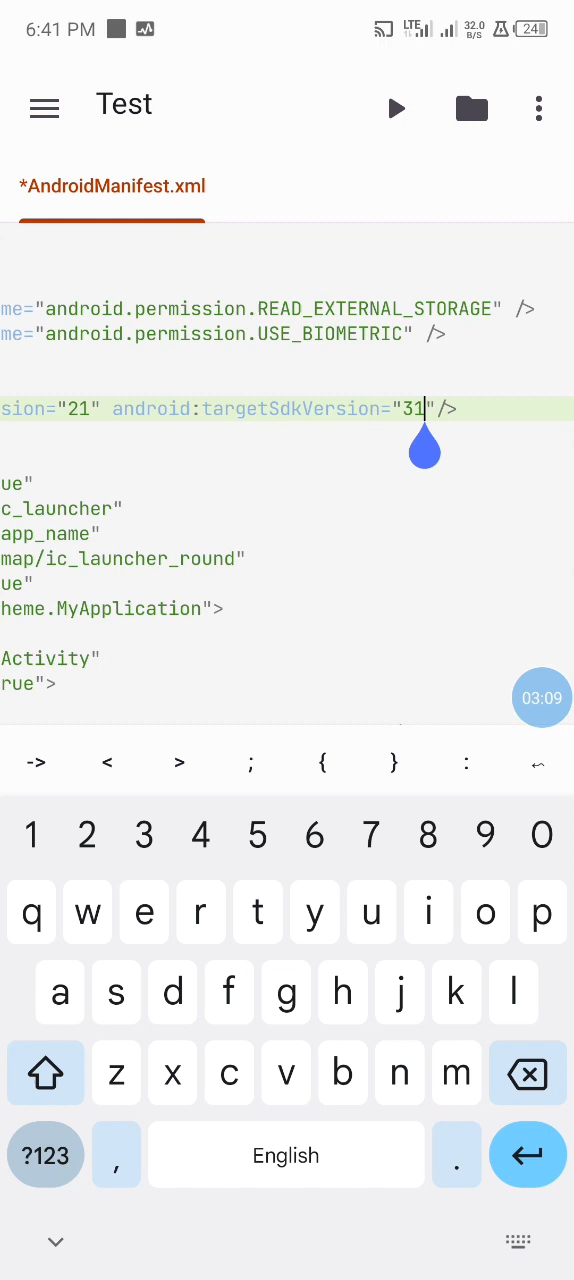 6:41 PM LTE 32.0 B/S 24
Test
*AndroidManifest.xml
me="android.permission.READ_EXTERNAL_STORAGE" />
me="android.permission.USE_BIOMETRIC" />
sion="21" android:targetSdkVersion="31"/>
ue"
c_launcher"
app_name"
map/ic_launcher_round"
ue"
heme.MyApplication">
Activity"
rue">
03:09
-> < > ; { } :
1 2 3 4 5 6 7 8 9 0
q w e r t y u i o p
a s d f g h j k l
z x c v b n m
?123 , English .